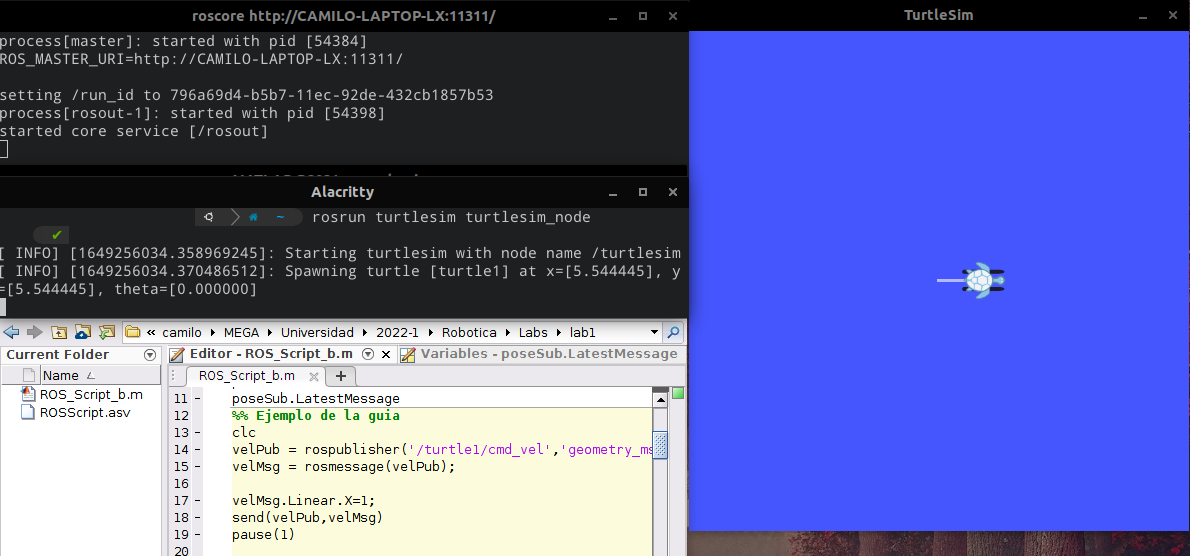 roscore http://CAMILO-LAPTOP-LX:11311/
process[master]: started with pid [54384]
ROS_MASTER_URI=http://CAMILO-LAPTOP-LX:11311/
setting /run_id to 796a69d4-b5b7-11ec-92de-432cb1857b53
process[rosout-1]: started with pid [54398]
started core service [/rosout]
Alacritty
~ rosrun turtlesim turtlesim_node
[ INFO] [1649256034.358969245]: Starting turtlesim with node name /turtlesim
[ INFO] [1649256034.370486512]: Spawning turtle [turtle1] at x=[5.544445], y
=[5.544445], theta=[0.000000]
« camilo MEGA Universidad 2022-1 Robotica Labs lab1
Current Folder
Name
ROS_Script_b.m
ROSScript.asv
Editor - ROS_Script_b.m
Variables - poseSub.LatestMessage
ROS_Script_b.m
11 - poseSub.LatestMessage
12 %% Ejemplo de la guia
13 - clc
14 - velPub = rospublisher('/turtle1/cmd_vel','geometry_ms
15 - velMsg = rosmessage(velPub);
16
17 - velMsg.Linear.X=1;
18 - send(velPub,velMsg)
19 - pause(1)
20
TurtleSim